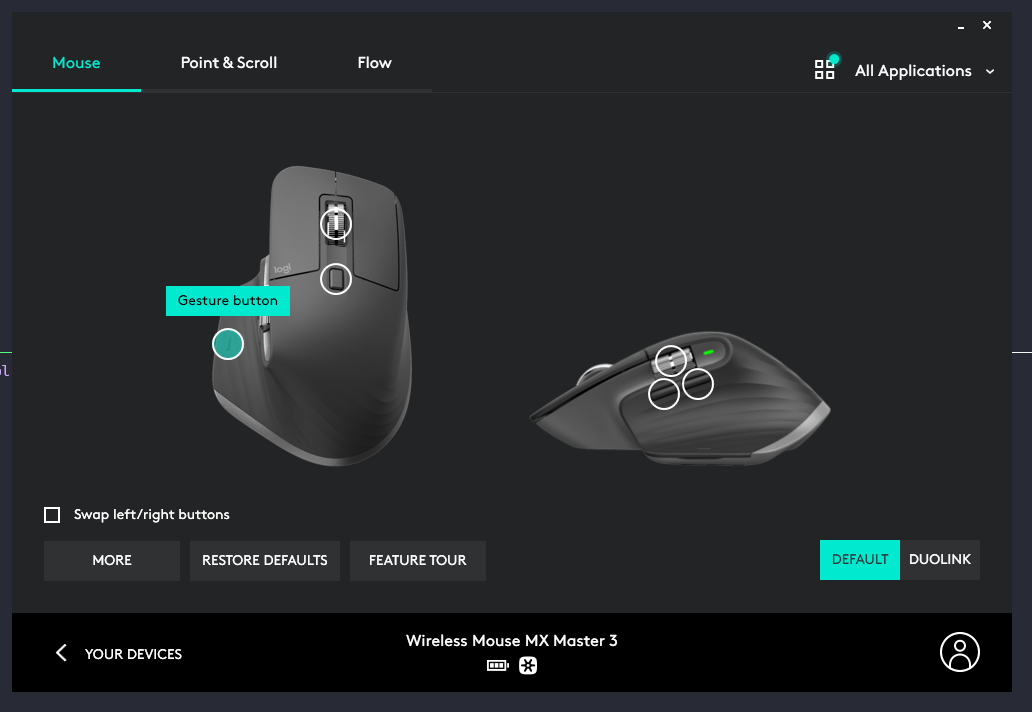 Mouse
Point & Scroll
Flow
All Applications
logi
Gesture button
Swap left/right buttons
MORE
RESTORE DEFAULTS
FEATURE TOUR
DEFAULT
DUOLINK
YOUR DEVICES
Wireless Mouse MX Master 3